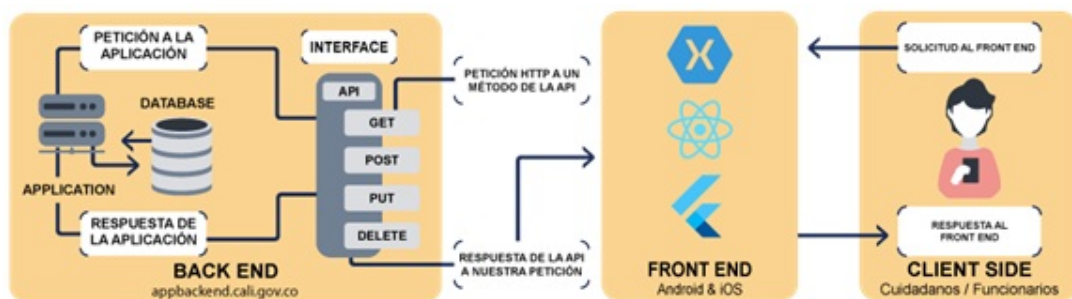 PETICIÓN A LA
APLICACIÓN
INTERFACE
API
GET
POST
PUT
DELETE
DATABASE
APPLICATION
RESPUESTA DE
LA APLICACIÓN
BACK END
appbackend.cali.gov.co
PETICIÓN HTTP A UN
MÉTODO DE LA API
RESPUESTA DE LA API
A NUESTRA PETICIÓN
FRONT END
Android & iOS
SOLICITUD AL FRONT END
RESPUESTA AL
FRONT END
CLIENT SIDE
Cuidadanos / Funcionarios